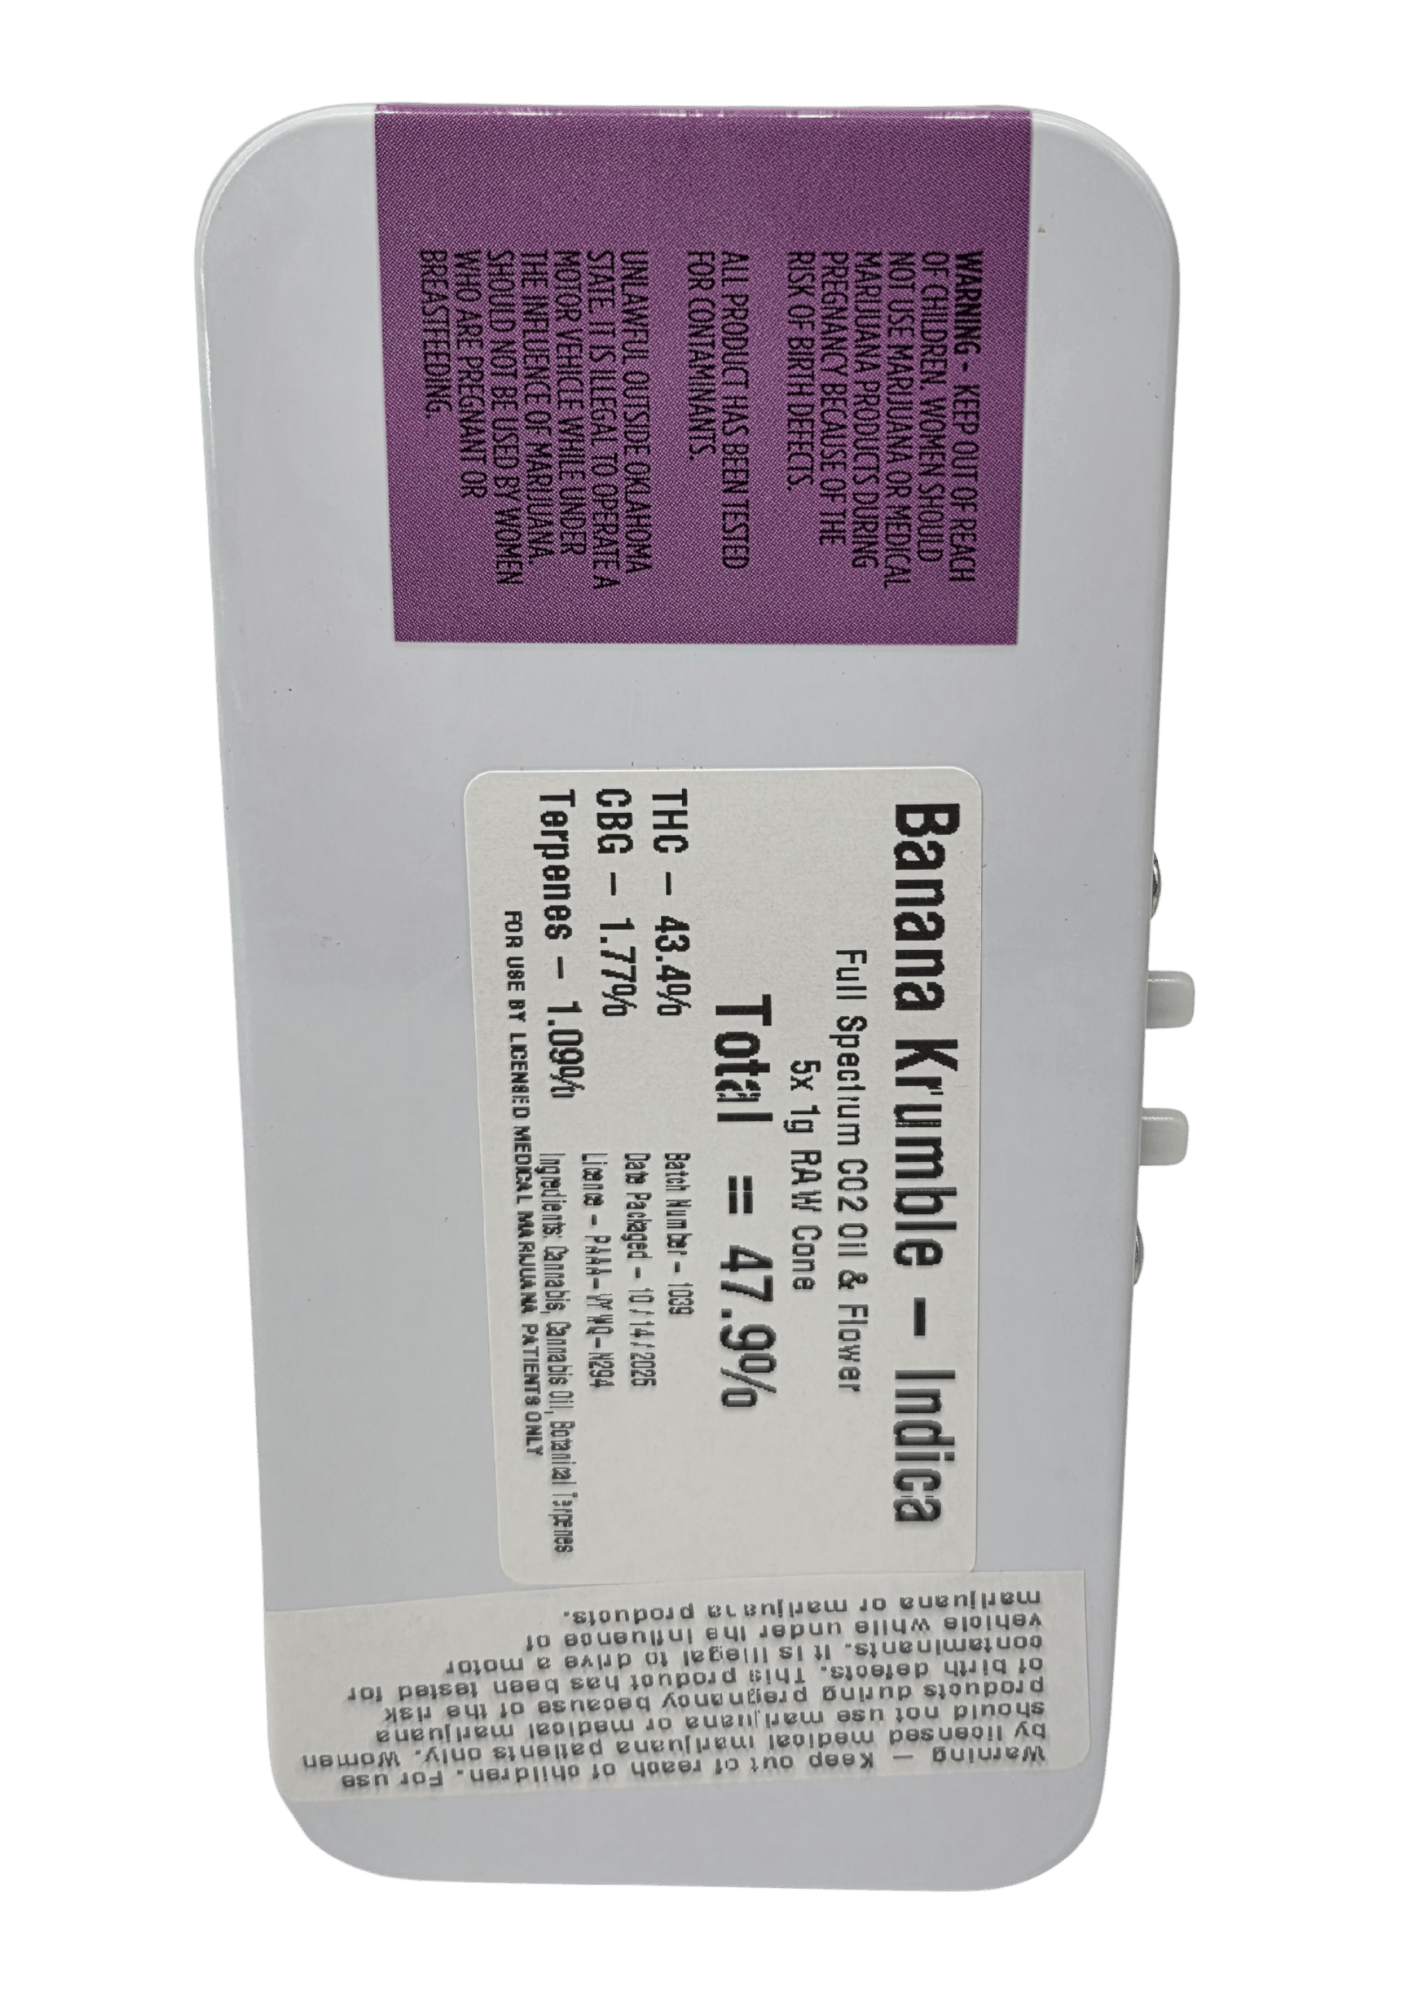 WARNING - KEEP OUT OF REACH
OF CHILDREN. WOMEN SHOULD
NOT USE MARIJUANA OR MEDICAL
MARIJUANA PRODUCTS DURING
PREGNANCY BECAUSE OF THE
RISK OF BIRTH DEFECTS.
ALL PRODUCT HAS BEEN TESTED
FOR CONTAMINANTS.
UNLAWFUL OUTSIDE OKLAHOMA
STATE. IT IS ILLEGAL TO OPERATE A
MOTOR VEHICLE WHILE UNDER
THE INFLUENCE OF MARIJUANA.
SHOULD NOT BE USED BY WOMEN
WHO ARE PREGNANT OR
BREASTFEEDING.
Banana Krumble - Indica
Full Spectrum CO2 Oil & Flower
5x 1g RAW Cone
Total = 47.9%
THC - 43.4%
CBG - 1.77%
Terpenes - 1.09%
Batch Number - 1039
Date Packaged - 10/14/2025
License - PAAA-VYWQ-N294
Ingredients: Cannabis, Cannabis Oil, Botanical Terpenes
FOR USE BY LICENSED MEDICAL MARIJUANA PATIENTS ONLY
Warning - Keep out of reach of children. For use
by licensed medical marijuana patients only. Women
should not use marijuana or medical marijuana
products during pregnancy because of the risk
of birth defects. This product has been tested for
contaminants. It is illegal to drive a motor
vehicle while under the influence of
marijuana or marijuana products.